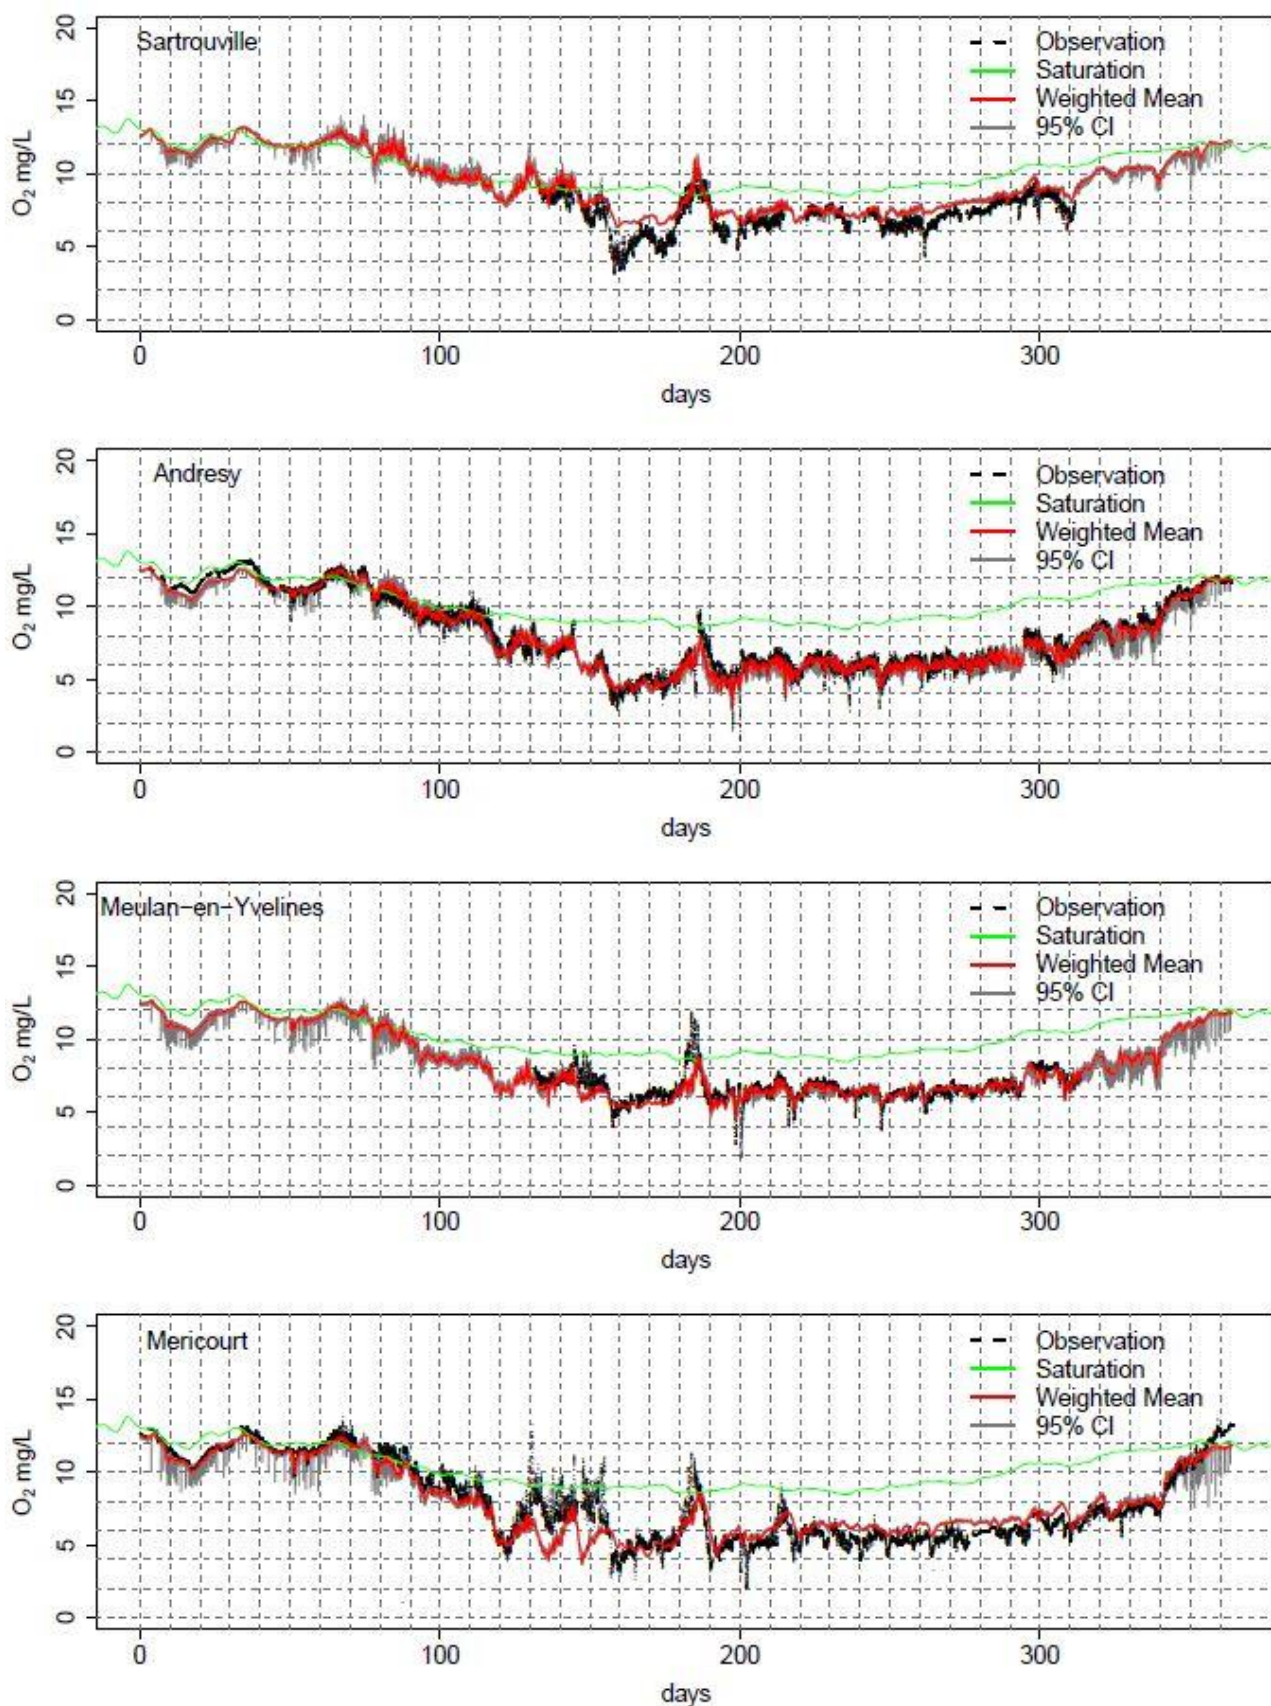 Sartrouville
Observation
Saturation
Weighted Mean
95% CI
20
15
10
5
0
O₂ mg/L
0 100 200 300
days
Andresy
Observation
Saturation
Weighted Mean
95% CI
20
15
10
5
0
O₂ mg/L
0 100 200 300
days
Meulan−en−Yvelines
Observation
Saturation
Weighted Mean
95% CI
20
15
10
5
0
O₂ mg/L
0 100 200 300
days
Mericourt
Observation
Saturation
Weighted Mean
95% CI
20
15
10
5
0
O₂ mg/L
0 100 200 300
days